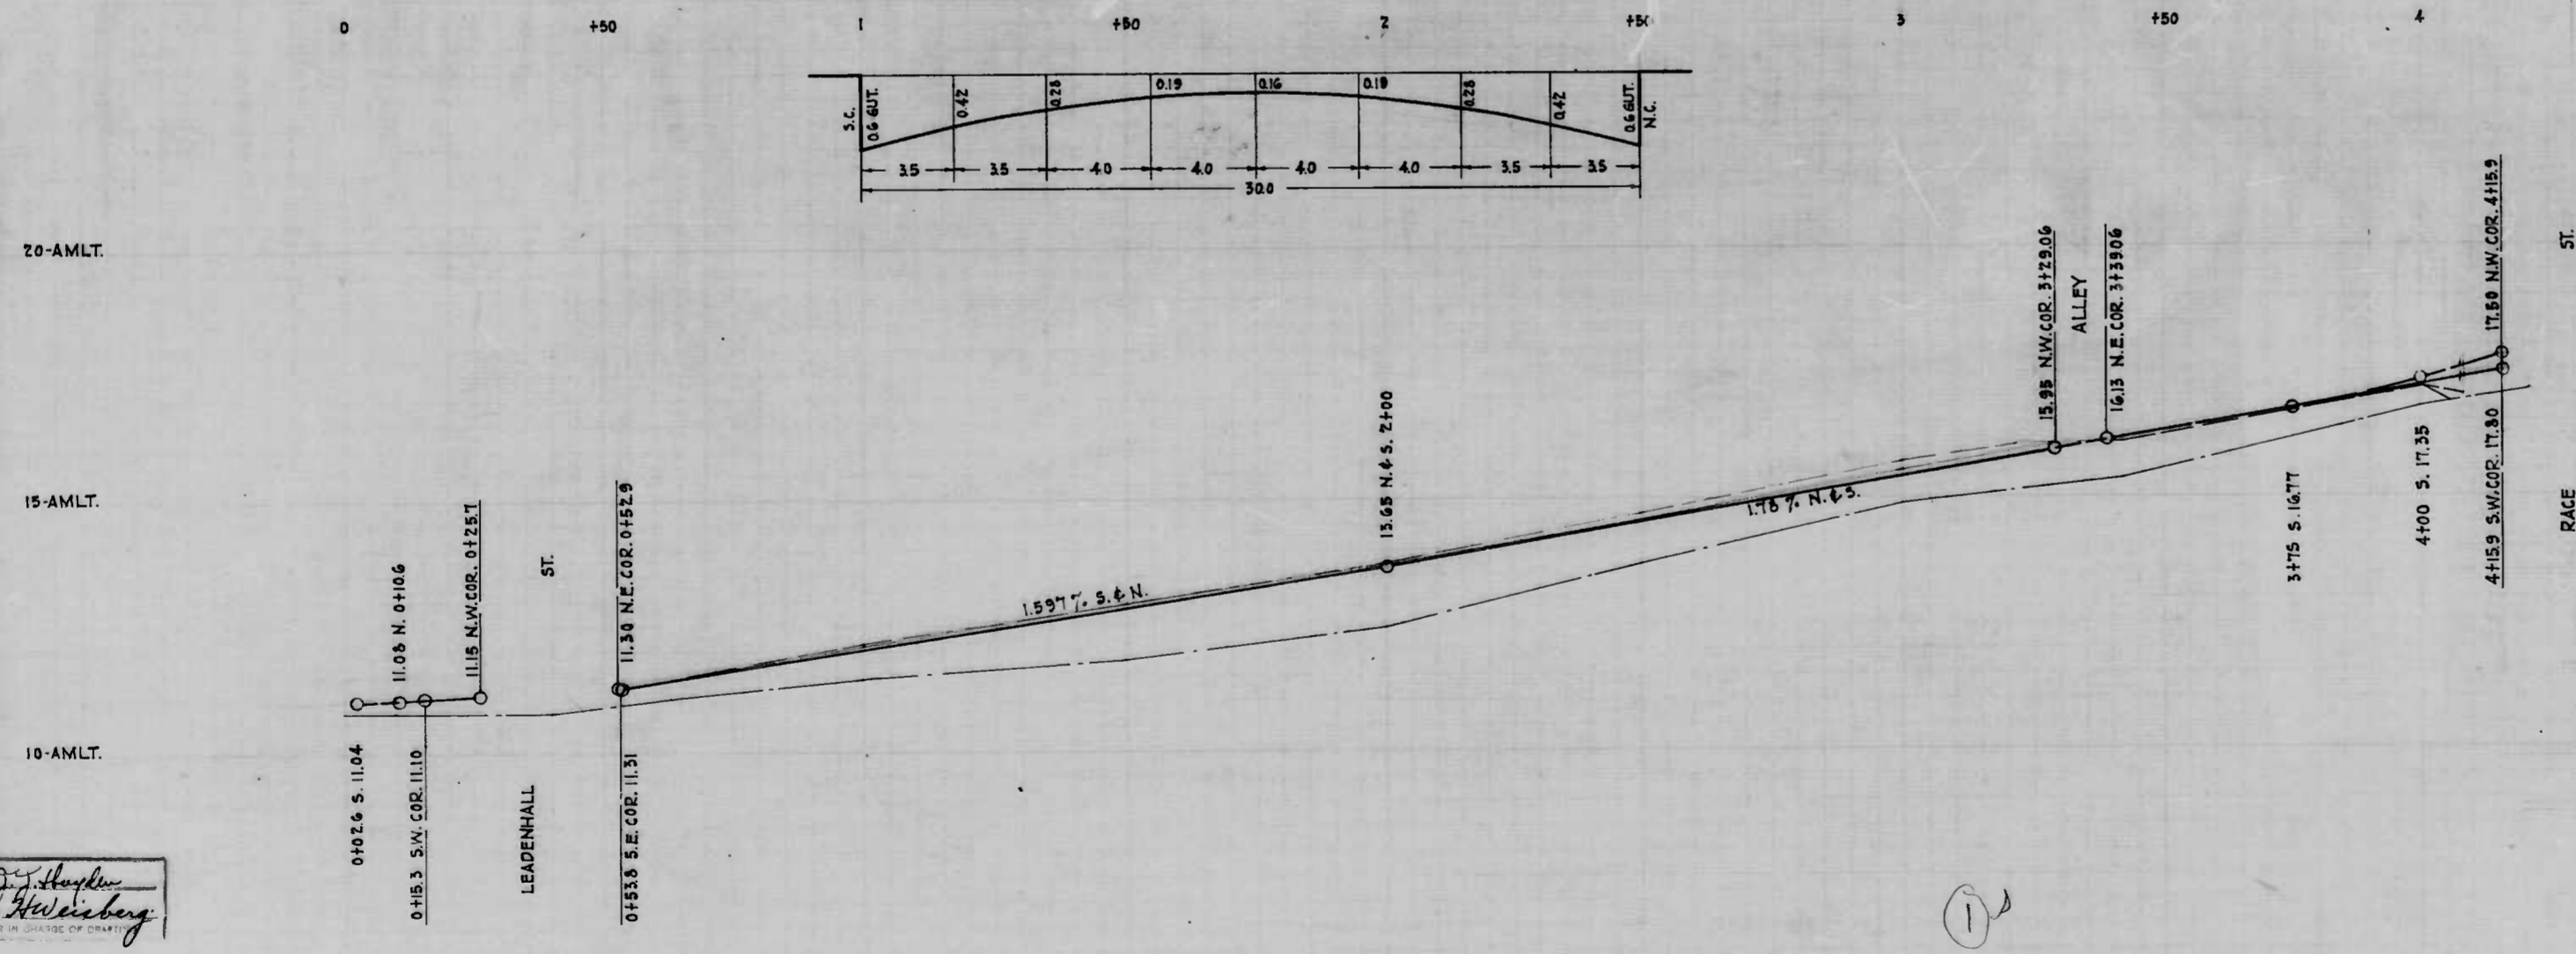 0 +50 1 +50 2 +5 3 +50 4
S.C. 0.6 GUT. 0.42 0.28 0.19 0.16 0.19 0.28 0.42 0.6 GUT. N.C.
3.5 3.5 4.0 4.0 4.0 4.0 3.5 3.5
30.0
20-AMLT.
15-AMLT.
10-AMLT.
11.08 N. 0+10.6
11.15 N.W.COR. 0+25.7
ST.
11.30 N.E.COR. 0+52.9
1.597% S.& N.
13.65 N.& S. 2+00
1.78% N.& S.
15.95 N.W.COR. 3+29.06
ALLEY
16.13 N.E.COR. 3+39.06
17.50 N.W.COR. 4+15.9
ST.
0+02.6 S. 11.04
0+15.3 S.W. COR. 11.10
LEADENHALL
0+53.8 S.E. COR. 11.31
3+75 S. 16.77
4+00 S. 17.35
4+15.9 S.W.COR. 17.80
RACE
Hayden
HWeisberg
IN CHARGE OF
1